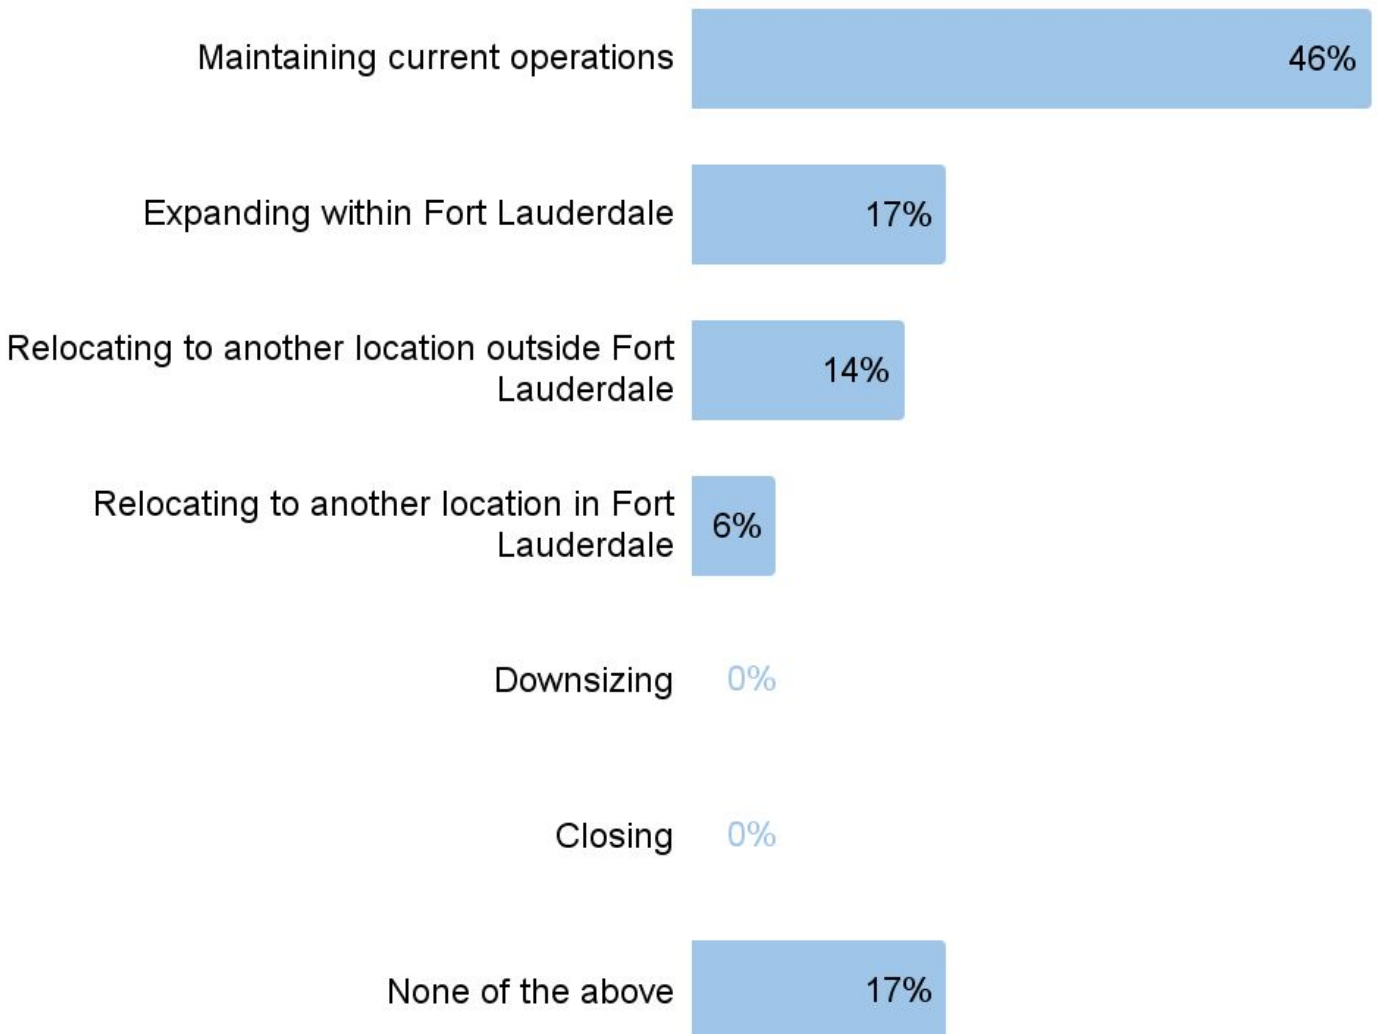 Maintaining current operations 46%
Expanding within Fort Lauderdale 17%
Relocating to another location outside Fort
Lauderdale 14%
Relocating to another location in Fort
Lauderdale 6%
Downsizing 0%
Closing 0%
None of the above 17%